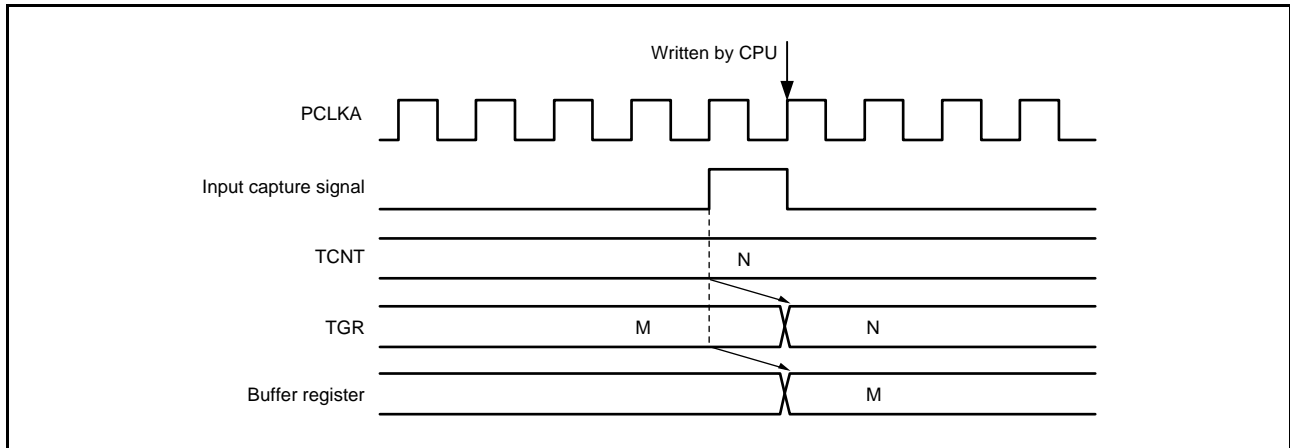 Written by CPU
PCLKA
Input capture signal
TCNT
N
TGR
M
N
Buffer register
M